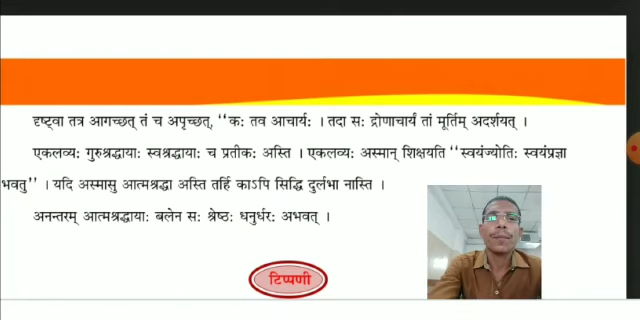 दृष्ट्वा तत्र आगच्छत् तं च अपृच्छत्, “कः तव आचार्यः । तदा सः द्रोणाचार्यं तां मूर्तिम् अदर्शयत् ।
एकलव्यः गुरुश्रद्धायाः स्वश्रद्धायाः च प्रतीकः अस्ति । एकलव्यः अस्मान् शिक्षयति “स्वयंज्योतिः स्वयंप्रज्ञा
भवतु” । यदि अस्मासु आत्मश्रद्धा अस्ति तर्हि काऽपि सिद्धि दुर्लभा नास्ति ।
अनन्तरम् आत्मश्रद्धायाः बलेन सः श्रेष्ठः धनुर्धरः अभवत् ।
टिप्पणी